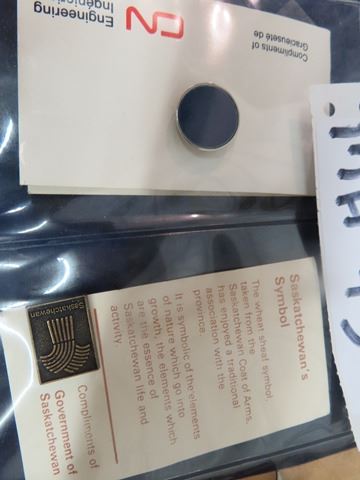 CN
Engineering
Compliments of
Gracieuseté de
Saskatchewan's
Symbol
The wheat sheaf symbol,
taken from the
Saskatchewan Coat of Arms,
has enjoyed a traditional
association with the
province.
It is symbolic of the elements
of nature which go into
growth, the elements which
are the essence of
Saskatchewan life and
activity.
Saskatchewan
Compliments of
Government of
Saskatchewan